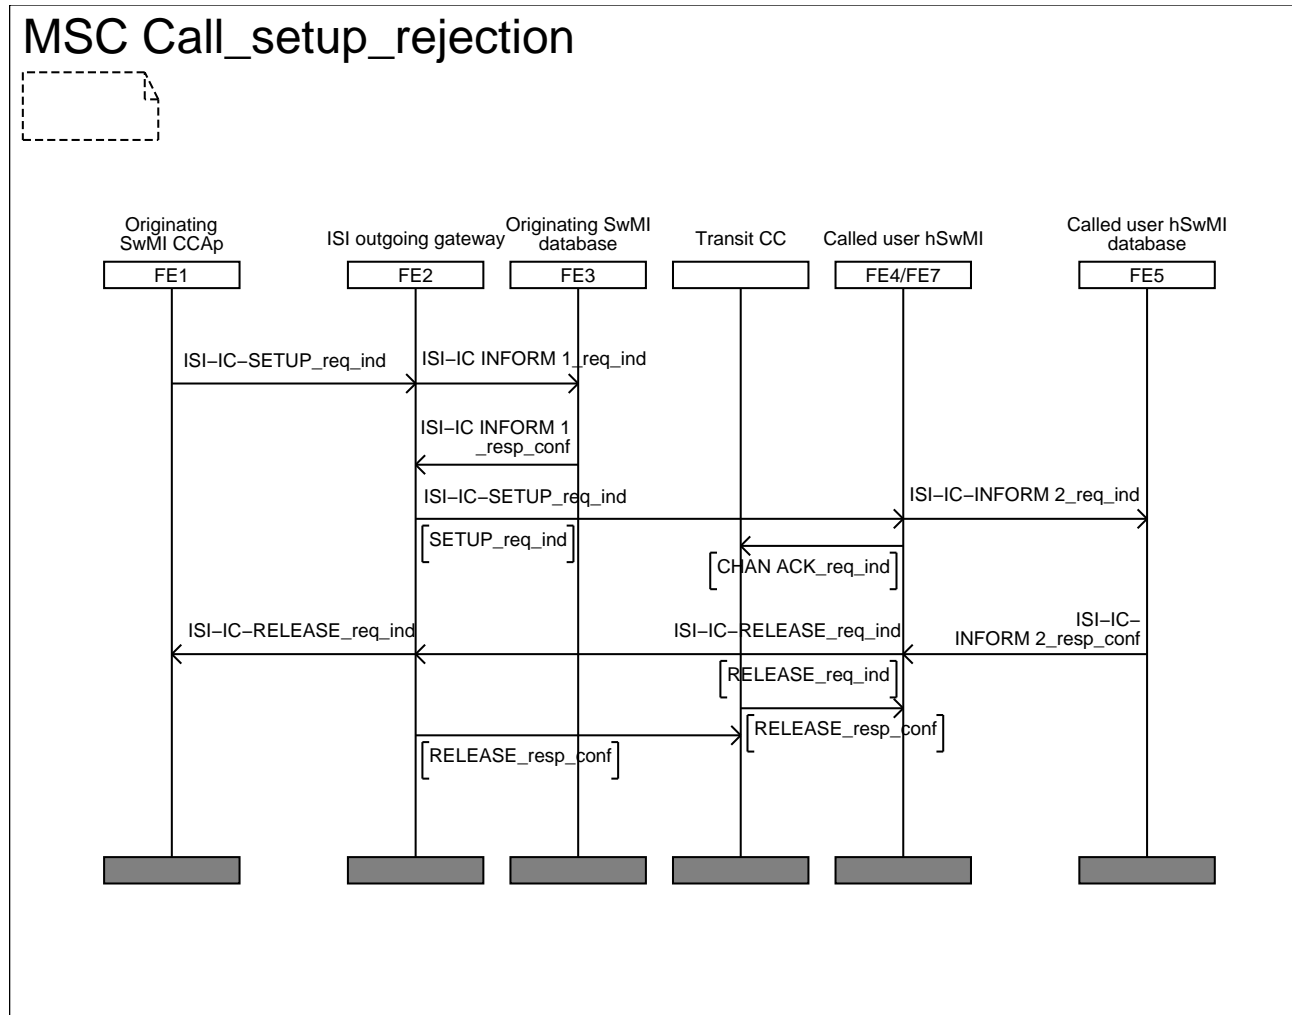 MSC Call_setup_rejection
Originating
SwMI CCAp
ISI outgoing gateway
Originating SwMI
database
Transit CC
Called user hSwMI
Called user hSwMI
database
FE1
FE2
FE3
FE4/FE7
FE5
ISI–IC–SETUP_req_ind
ISI–IC INFORM 1_req_ind
ISI–IC INFORM 1
_resp_conf
ISI–IC–SETUP_req_ind
ISI–IC–INFORM 2_req_ind
SETUP_req_ind
CHAN ACK_req_ind
ISI–IC–RELEASE_req_ind
ISI–IC–RELEASE_req_ind
ISI–IC–
INFORM 2_resp_conf
RELEASE_req_ind
RELEASE_resp_conf
RELEASE_resp_conf